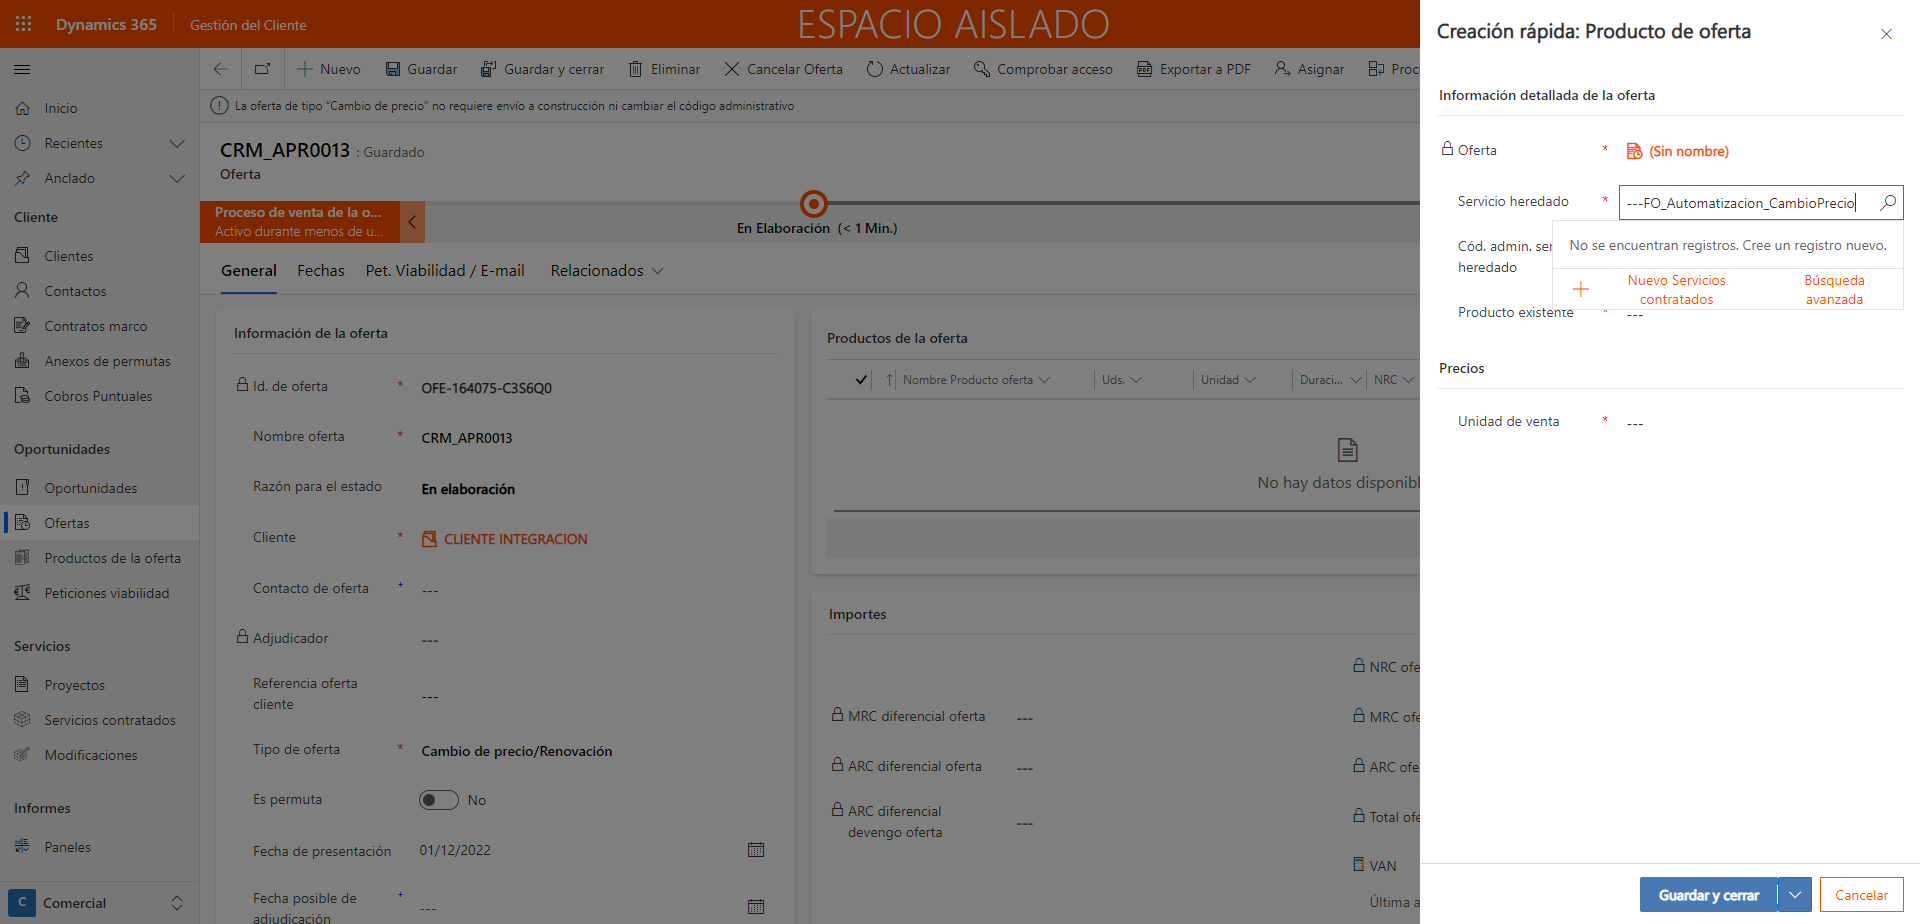 Dynamics 365
Gestión del Cliente
ESPACIO AISLADO
Nuevo
Guardar
Guardar y cerrar
Eliminar
Cancelar Oferta
Actualizar
Comprobar acceso
Exportar a PDF
Asignar
Proc
La oferta de tipo “Cambio de precio” no requiere envío a construcción ni cambiar el código administrativo
CRM_APR0013 : Guardado
Oferta
Proceso de venta de la o...
Activo durante menos de u...
En Elaboración (< 1 Min.)
General
Fechas
Pet. Viabilidad / E-mail
Relacionados
Inicio
Recientes
Anclado
Cliente
Clientes
Contactos
Contratos marco
Anexos de permutas
Cobros Puntuales
Oportunidades
Oportunidades
Ofertas
Productos de la oferta
Peticiones viabilidad
Servicios
Proyectos
Servicios contratados
Modificaciones
Informes
Paneles
C Comercial
Información de la oferta
Id. de oferta * OFE-164075-C3S6Q0
Nombre oferta * CRM_APR0013
Razón para el estado En elaboración
Cliente * CLIENTE INTEGRACION
Contacto de oferta + ---
Adjudicador ---
Referencia oferta
cliente ---
Tipo de oferta * Cambio de precio/Renovación
Es permuta No
Fecha de presentación 01/12/2022
Fecha posible de + ---
adjudicación
Productos de la oferta
Nombre Producto oferta
Uds.
Unidad
Duraci...
NRC
No hay datos disponibl
Importes
NRC ofe
MRC diferencial oferta ---
MRC ofe
ARC diferencial oferta ---
ARC ofe
ARC diferencial
devengo oferta ---
Total ofe
VAN
Última a
Creación rápida: Producto de oferta
Información detallada de la oferta
Oferta * (Sin nombre)
Servicio heredado * ---FO_Automatizacion_CambioPrecio
No se encuentran registros. Cree un registro nuevo.
Nuevo Servicios
contratados
Búsqueda
avanzada
Cód. admin. ser
heredado
Producto existente * ---
Precios
Unidad de venta * ---
Guardar y cerrar
Cancelar